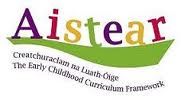 Aistear
Creatchuraclam na Luath-Óige
The Early Childhood Curriculum Framework